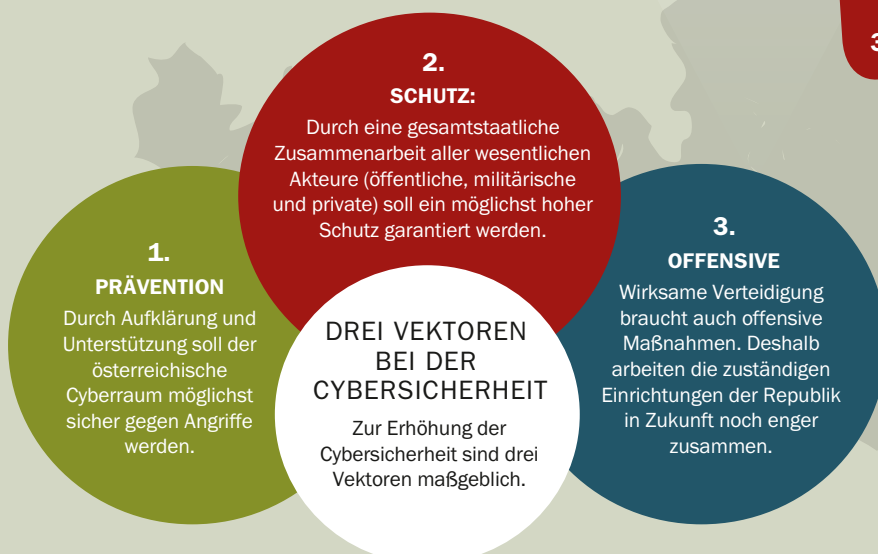 3
2.
SCHUTZ:
Durch eine gesamtstaatliche
Zusammenarbeit aller wesentlichen
Akteure (öffentliche, militärische
und private) soll ein möglichst hoher
Schutz garantiert werden.
1.
PRÄVENTION
Durch Aufklärung und
Unterstützung soll der
österreichische
Cyberraum möglichst
sicher gegen Angriffe
werden.
3.
OFFENSIVE
Wirksame Verteidigung
braucht auch offensive
Maßnahmen. Deshalb
arbeiten die zuständigen
Einrichtungen der Republik
in Zukunft noch enger
zusammen.
DREI VEKTOREN
BEI DER
CYBERSICHERHEIT
Zur Erhöhung der
Cybersicherheit sind drei
Vektoren maßgeblich.